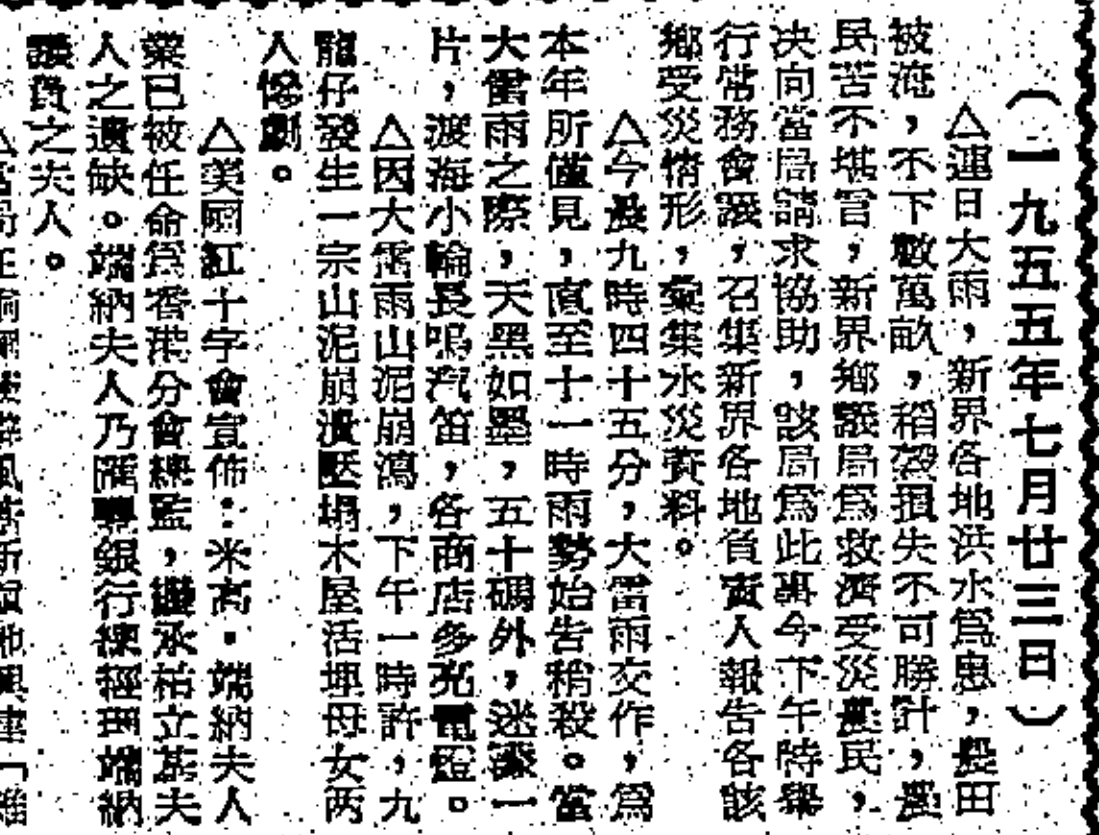 （一九五五年七月廿三日）
△連日大雨，新界各地洪水爲患，農田
被淹，不下數萬畝，稻穀損失不可勝計，農
民苦不堪言，新界鄉議局爲救濟受災農民，
决向當局請求協助，該局爲此事今下午時舉
行常務會議，召集新界各地負責人報告各該
鄉受災情形，彙集水災資料。
△今晨九時四十五分，大雷雨交作，爲
本年所僅見，直至十一時雨勢始告稍殺。當
大雷雨之際，天黑如墨，五十碼外，迷濛一
片，渡海小輪長鳴汽笛，各商店多亮電燈。
△因大雷雨山泥崩瀉，下午一時許，九
龍仔發生一宗山泥崩潰壓塌木屋活埋母女两
人慘劇。
△美國紅十字會宣佈：米高·端納夫人
業已被任命爲香港分會總監，繼承柏立基夫
人之遺缺。端納夫人乃滙豐銀行總經理端納
護費之夫人。